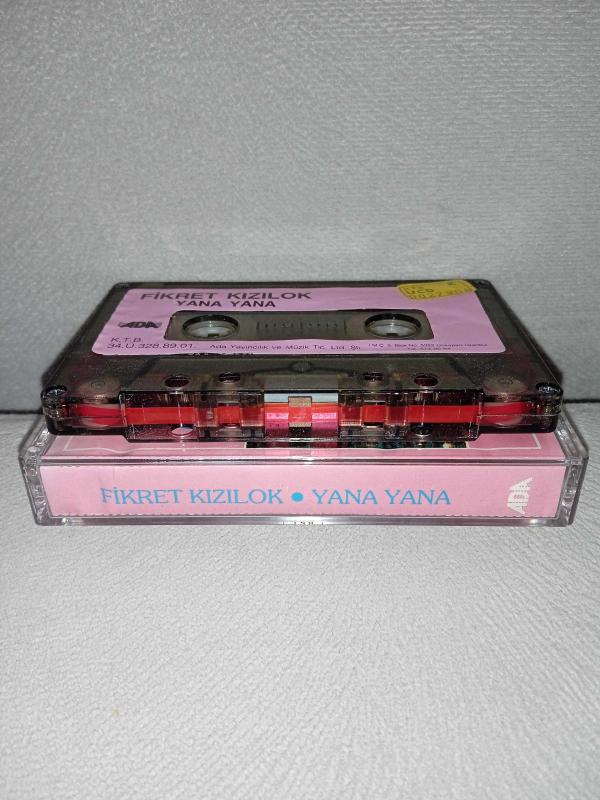 FİKRET KIZILOK
YANA YANA
ADA
K.T.B.
34.U.328.89.01.
Ada Yayıncılık ve Müzik Tic. Ltd. Şti.
FİKRET KIZILOK • YANA YANA
ADA